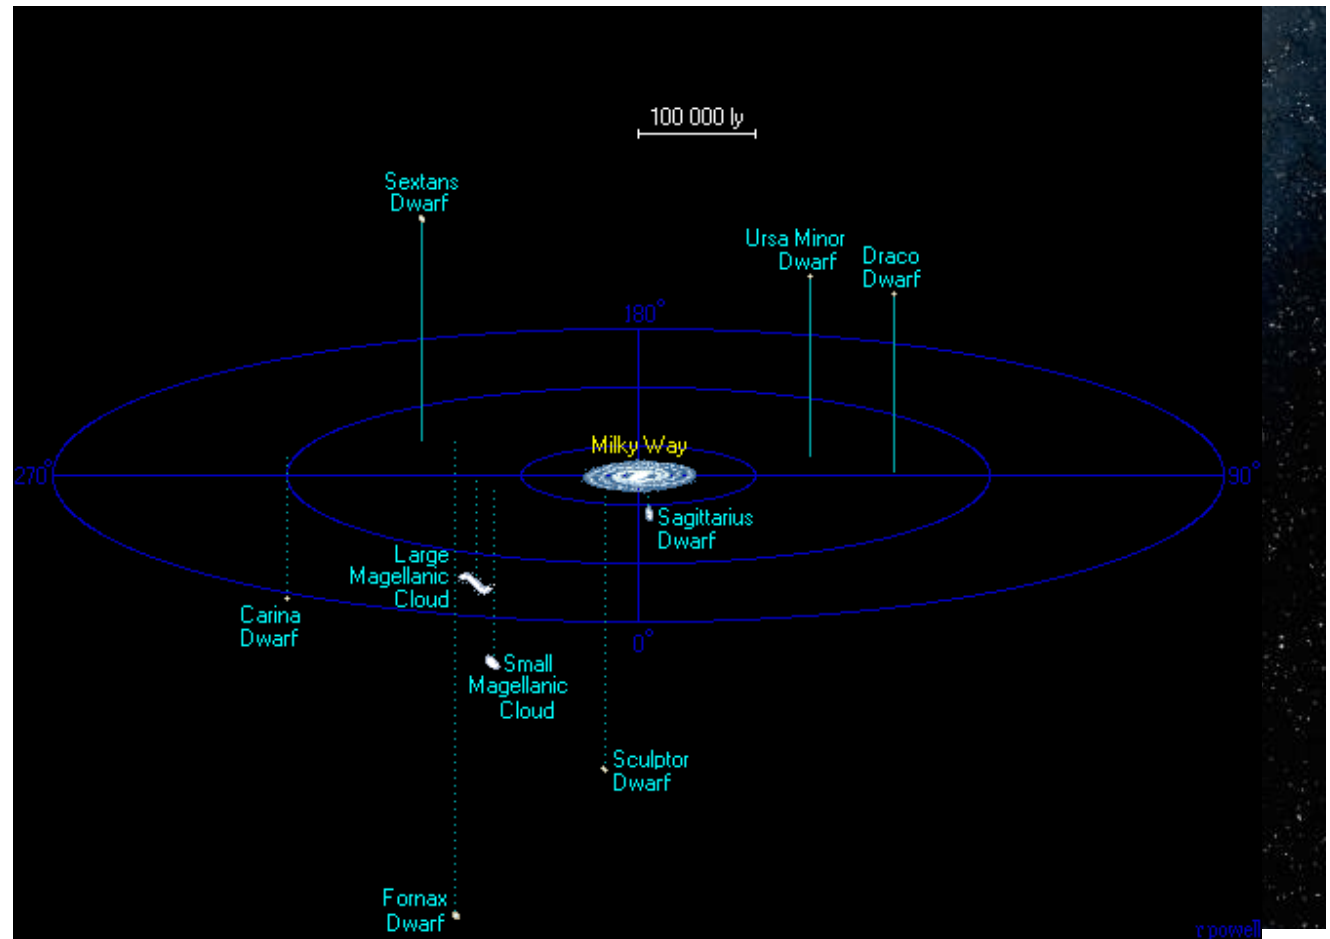 100 000 ly
Sextans
Dwarf
Ursa Minor
Dwarf
Draco
Dwarf
180°
Milky Way
270°
90°
Sagittarius
Dwarf
Large
Magellanic
Cloud
Carina
Dwarf
0°
Small
Magellanic
Cloud
Sculptor
Dwarf
Fornax
Dwarf
r powell